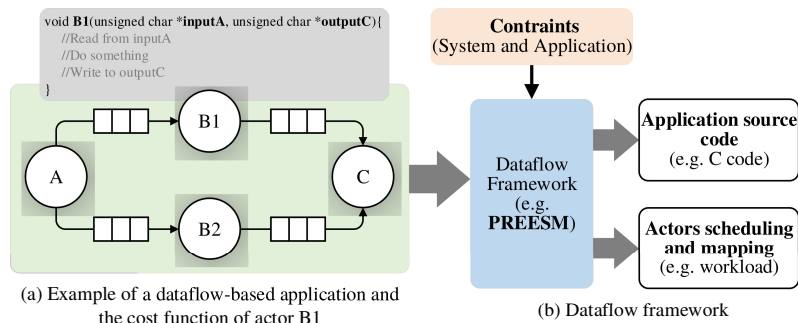 void B1(unsigned char *inputA, unsigned char *outputC){
//Read from inputA
//Do something
//Write to outputC
}
A
B1
B2
C
(a) Example of a dataflow-based application and
the cost function of actor B1
Contraints
(System and Application)
Dataflow
Framework
(e.g.
PREESM)
Application source
code
(e.g. C code)
Actors scheduling
and mapping
(e.g. workload)
(b) Dataflow framework